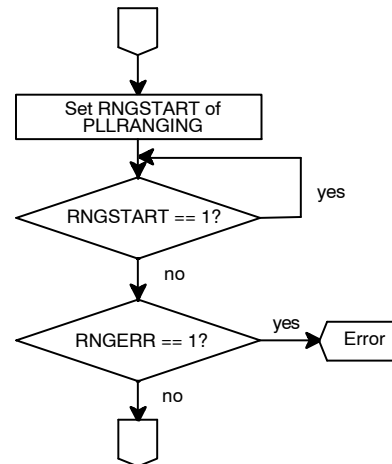 Set RNGSTART of
PLLRANGING
yes
RNGSTART == 1?
no
yes
RNGERR == 1?
Error
no